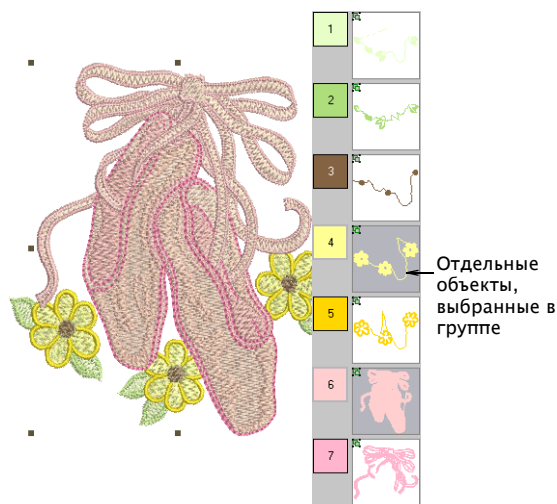 1
2
3
4
Отдельные
объекты,
выбранные в
группе
5
6
7